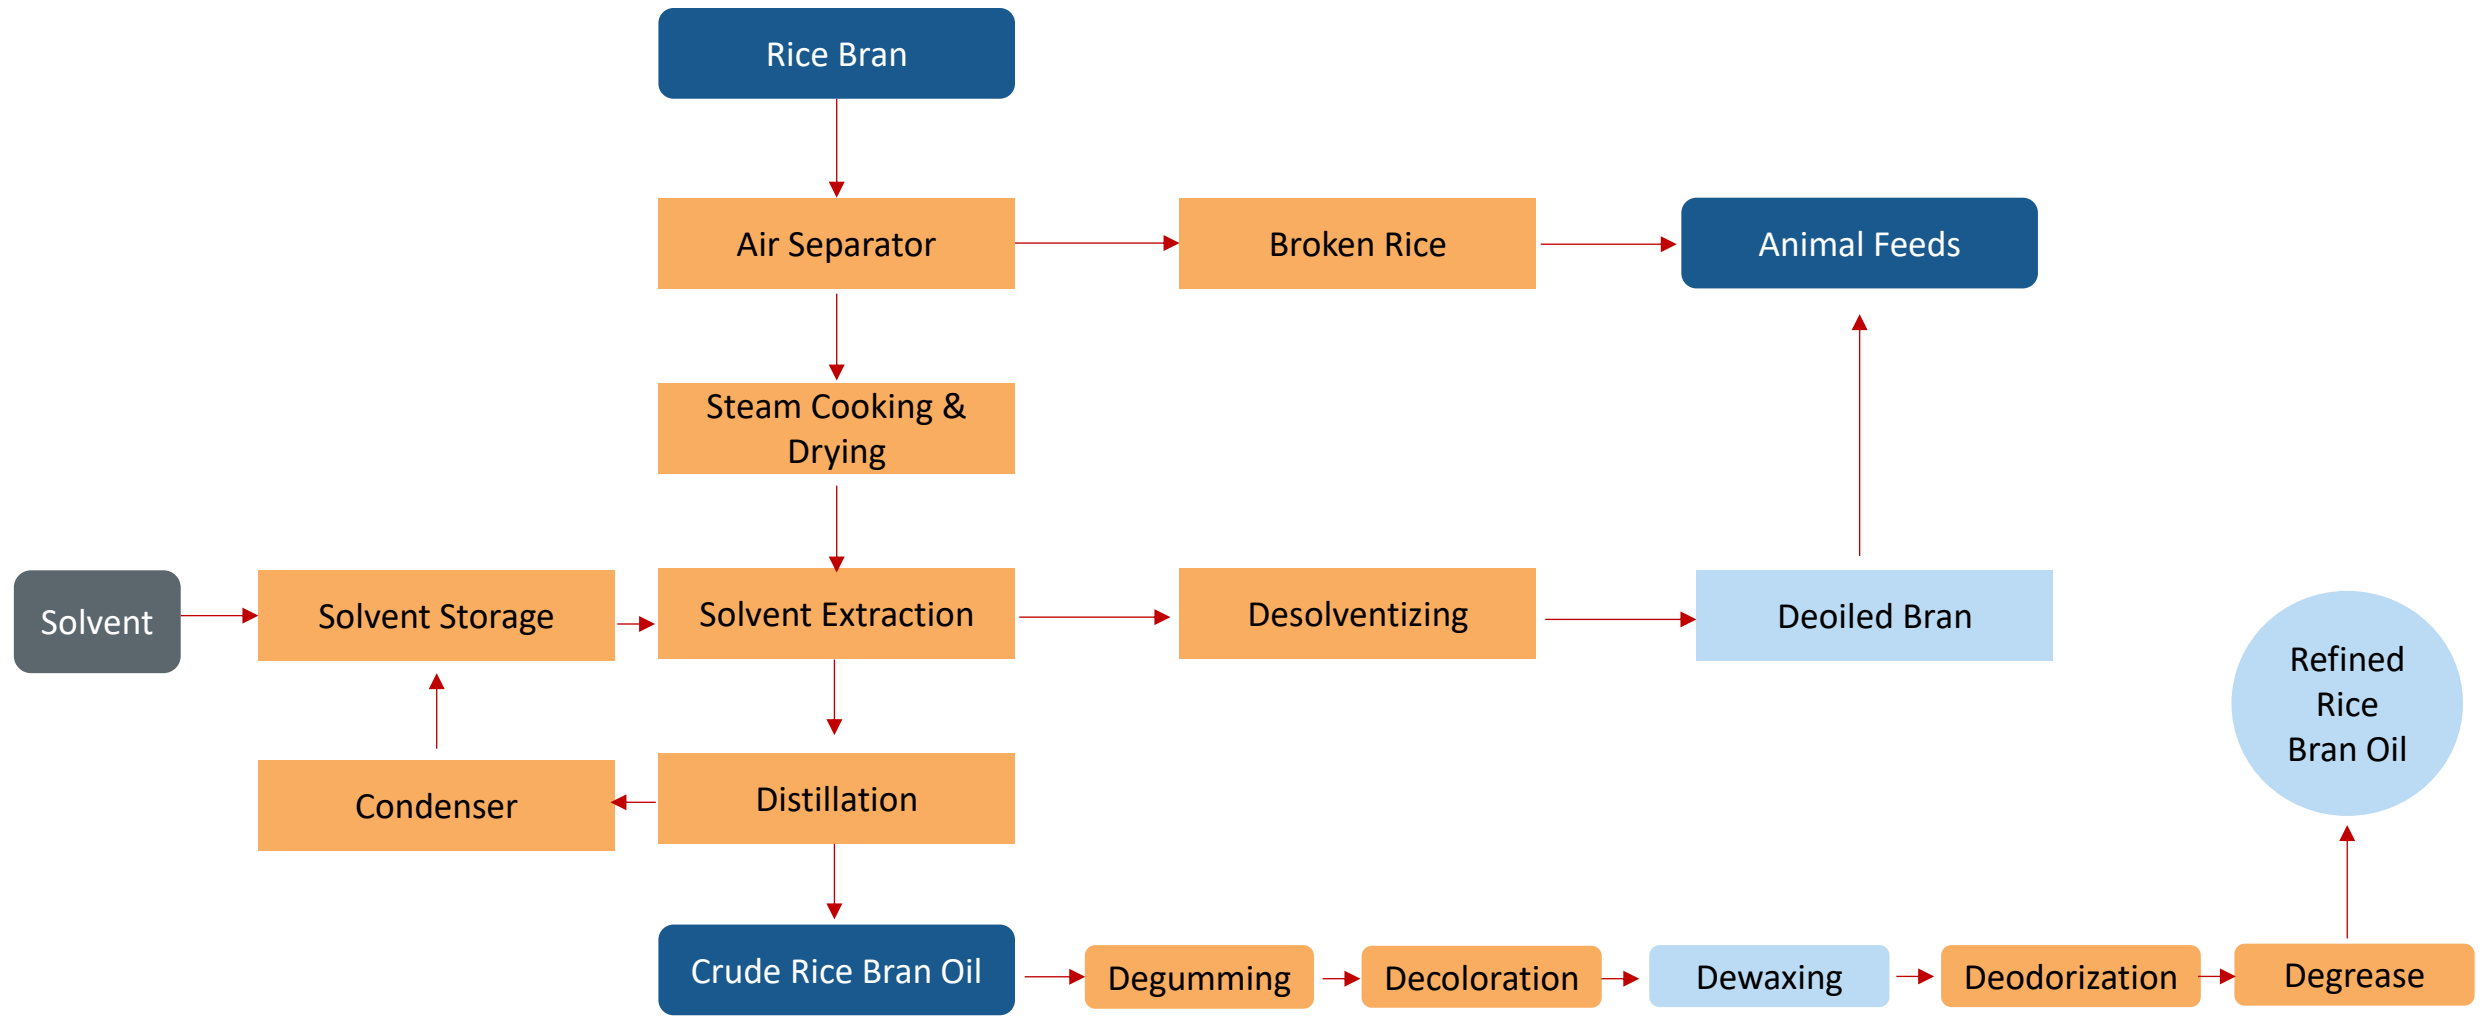 Rice Bran
Air Separator
Broken Rice
Animal Feeds
Steam Cooking &
Drying
Solvent
Solvent Storage
Solvent Extraction
Desolventizing
Deoiled Bran
Refined
Rice
Bran Oil
Condenser
Distillation
Crude Rice Bran Oil
Degumming
Decoloration
Dewaxing
Deodorization
Degrease